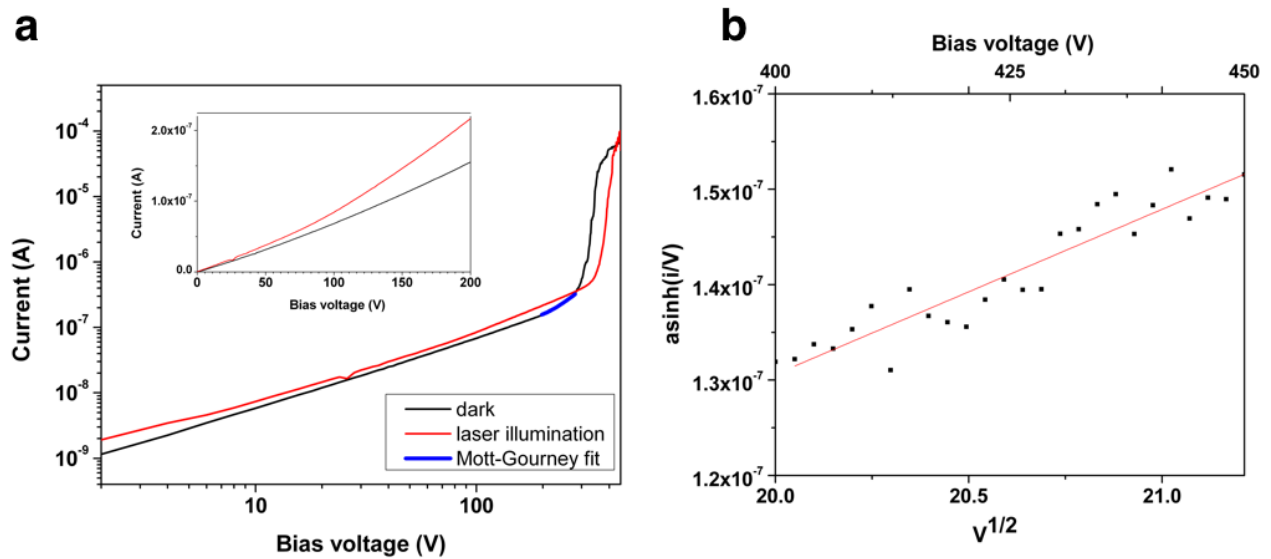 a
10⁻⁴
10⁻⁵
10⁻⁶
10⁻⁷
10⁻⁸
10⁻⁹
Current (A)
10
100
Bias voltage (V)
2.0x10⁻⁷
1.0x10⁻⁷
0.0
Current (A)
0
50
100
150
200
Bias voltage (V)
dark
laser illumination
Mott-Gourney fit
b
Bias voltage (V)
400
425
450
1.6x10⁻⁷
1.5x10⁻⁷
1.4x10⁻⁷
1.3x10⁻⁷
1.2x10⁻⁷
asinh(i/V)
20.0
20.5
21.0
V^1/2